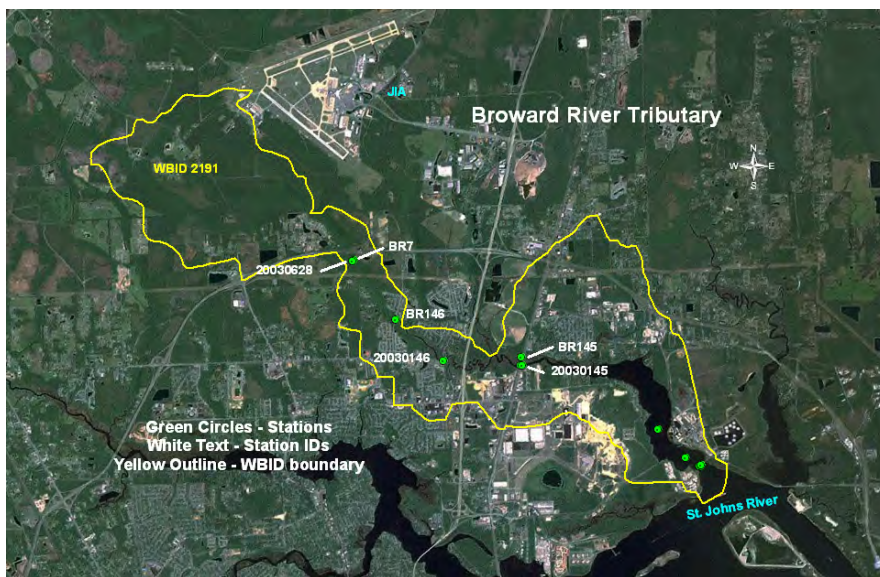 JIA
Broward River Tributary
N
W E
S
WBID 2191
BR7
20030628
BR146
BR145
20030146
20030145
Green Circles - Stations
White Text - Station IDs
Yellow Outline - WBID boundary
St. Johns River